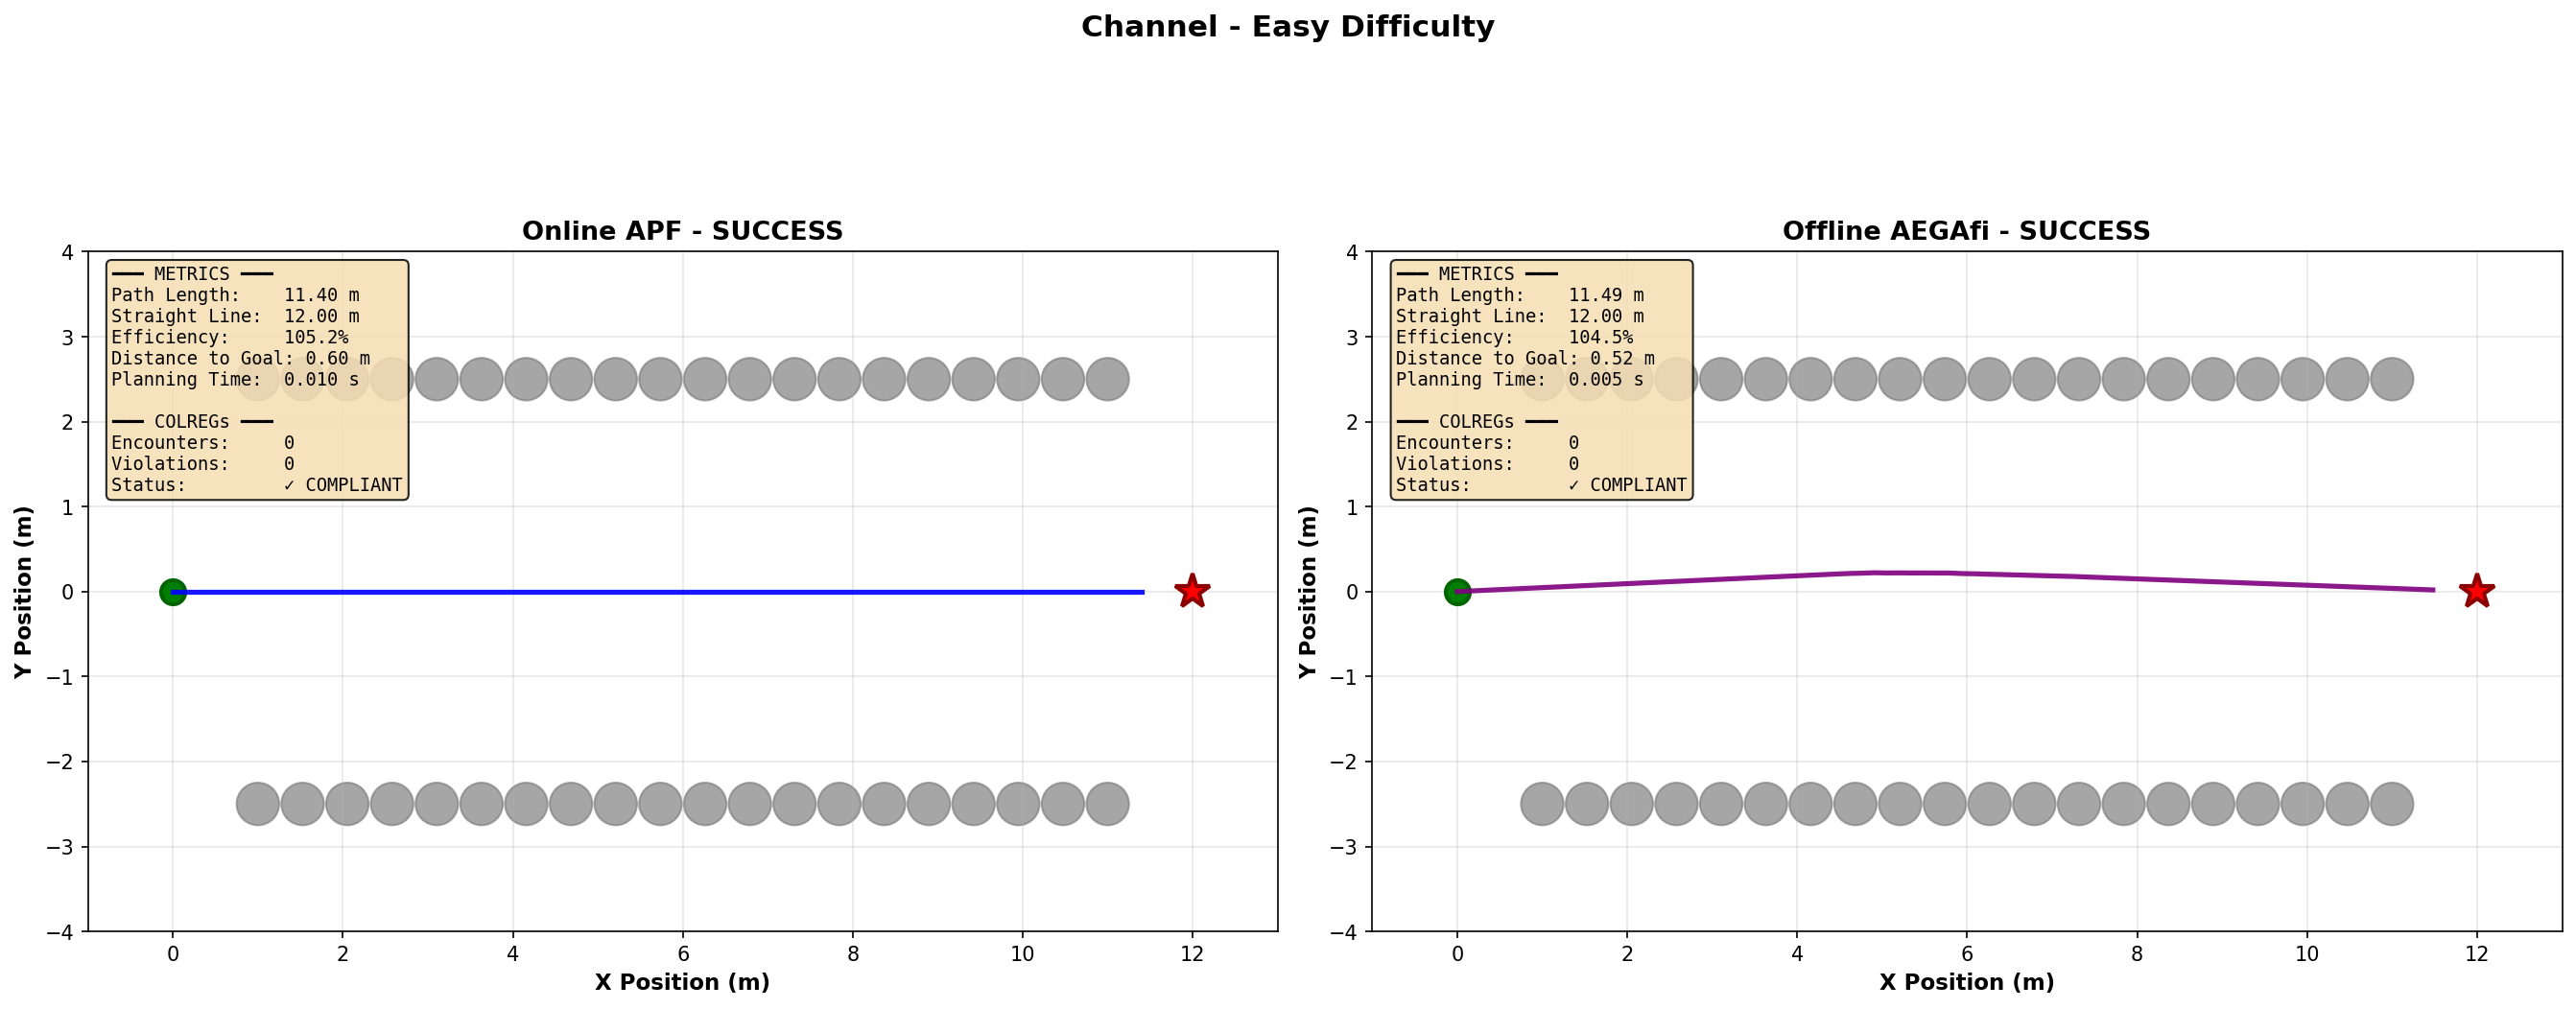 Channel - Easy Difficulty
Online APF - SUCCESS
━━━ METRICS ━━━
Path Length: 11.40 m
Straight Line: 12.00 m
Efficiency: 105.2%
Distance to Goal: 0.60 m
Planning Time: 0.010 s
━━━ COLREGs ━━━
Encounters: 0
Violations: 0
Status: ✓ COMPLIANT
4
3
2
1
0
−1
−2
−3
−4
Y Position (m)
0 2 4 6 8 10 12
X Position (m)
Offline AEGAfi - SUCCESS
━━━ METRICS ━━━
Path Length: 11.49 m
Straight Line: 12.00 m
Efficiency: 104.5%
Distance to Goal: 0.52 m
Planning Time: 0.005 s
━━━ COLREGs ━━━
Encounters: 0
Violations: 0
Status: ✓ COMPLIANT
4
3
2
1
0
−1
−2
−3
−4
Y Position (m)
0 2 4 6 8 10 12
X Position (m)